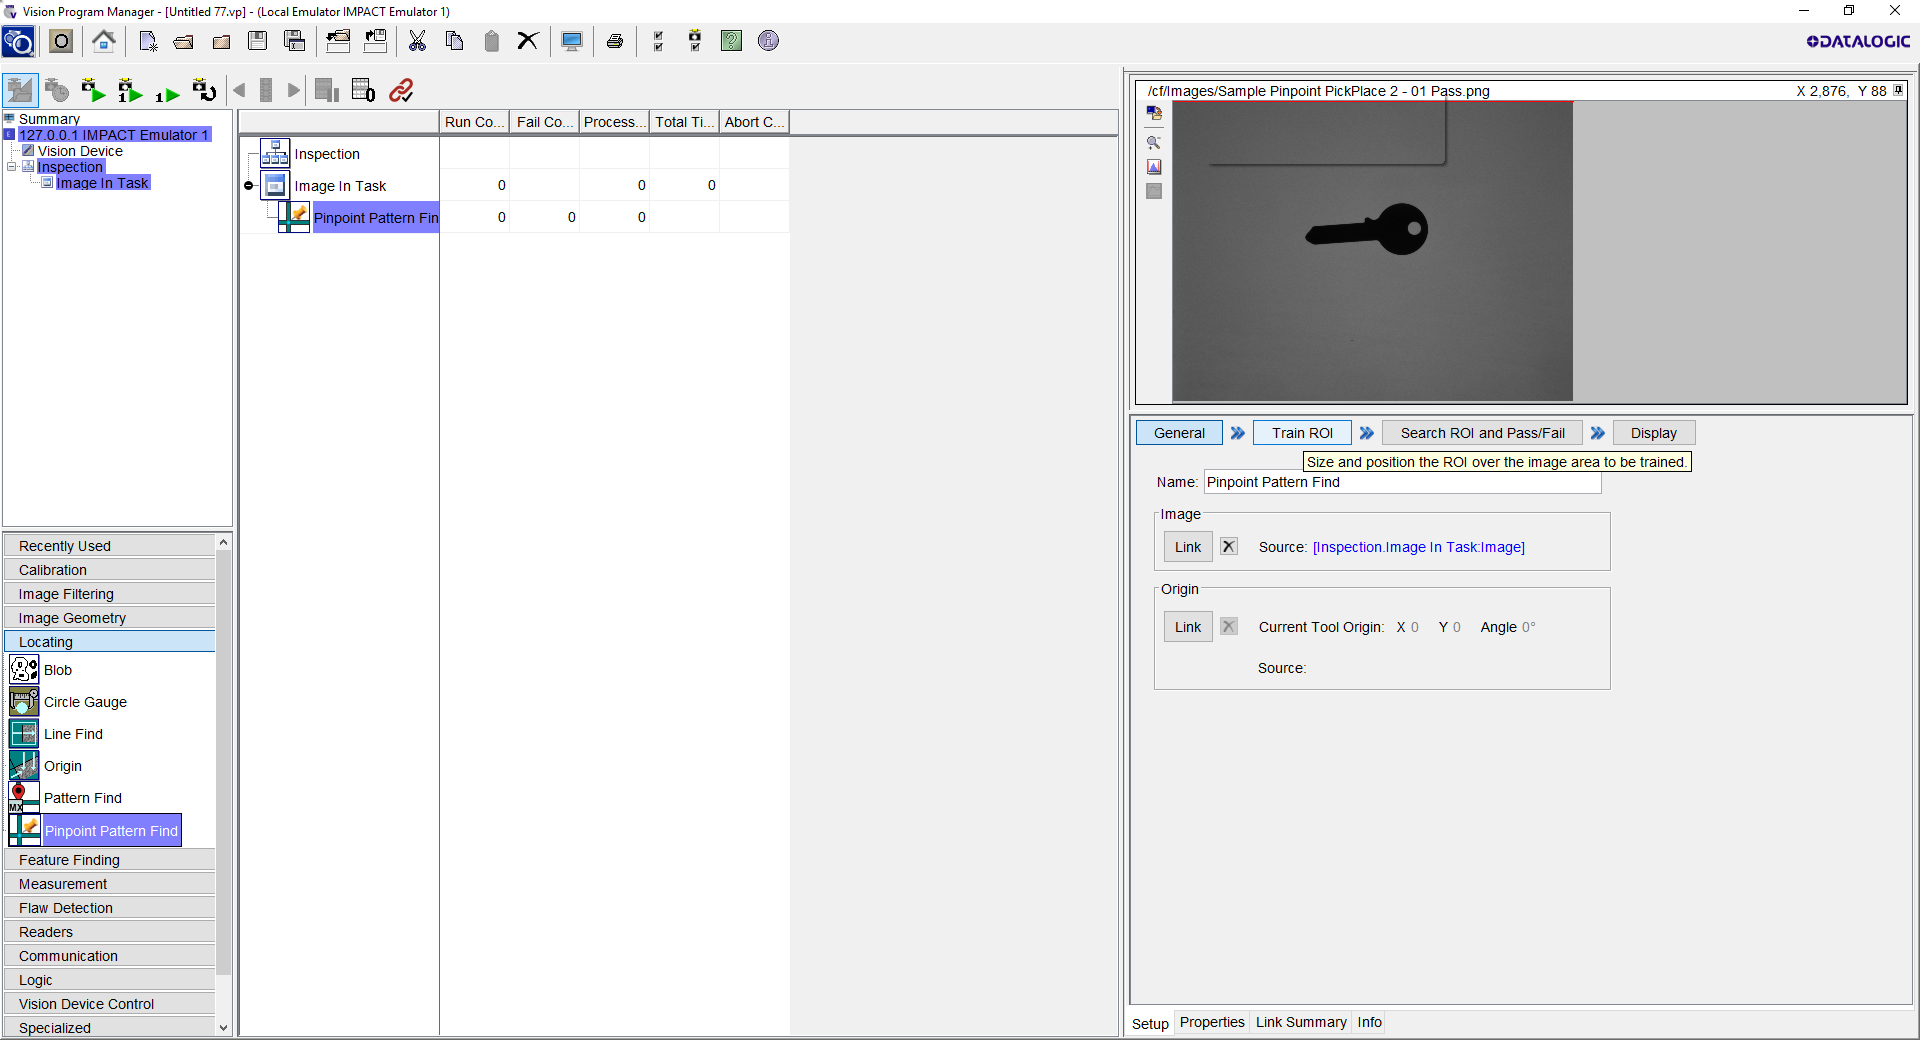 Vision Program Manager - [Untitled 77.vp] - (Local Emulator IMPACT Emulator 1)
DATALOGIC
Summary
127.0.0.1 IMPACT Emulator 1
Vision Device
Inspection
Image In Task
Run Co... Fail Co... Process... Total Ti... Abort C...
Inspection
Image In Task 0 0 0
Pinpoint Pattern Fin 0 0 0
Recently Used
Calibration
Image Filtering
Image Geometry
Locating
Blob
Circle Gauge
Line Find
Origin
Pattern Find
Pinpoint Pattern Find
Feature Finding
Measurement
Flaw Detection
Readers
Communication
Logic
Vision Device Control
Specialized
/cf/Images/Sample Pinpoint PickPlace 2 - 01 Pass.png X 2,876, Y 88
General Train ROI Search ROI and Pass/Fail Display
Size and position the ROI over the image area to be trained.
Name: Pinpoint Pattern Find
Image
Link Source: [Inspection.Image In Task:Image]
Origin
Link Current Tool Origin: X 0 Y 0 Angle 0°
Source:
Setup Properties Link Summary Info